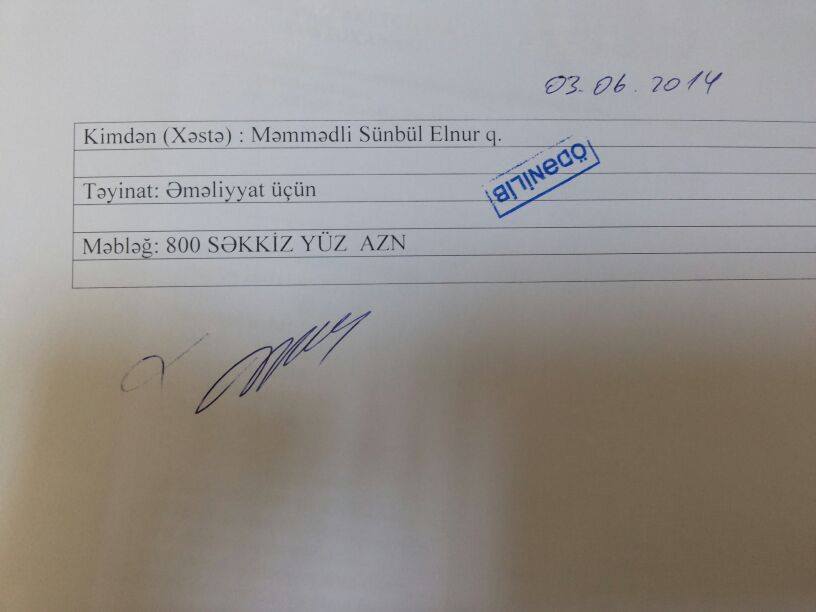 03.06.2014
Kimdən (Xəstə) : Məmmədli Sünbül Elnur q.
ÖDƏNİLİB
Təyinat: Əməliyyat üçün
Məbləğ: 800 SƏKKİZ YÜZ AZN